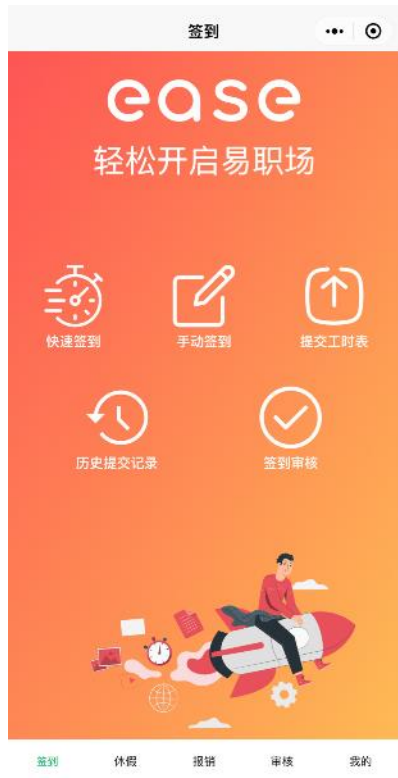 签到
ease
轻松开启易职场
快速签到
手动签到
提交工时表
历史提交记录
签到审核
签到
休假
报销
审核
我的